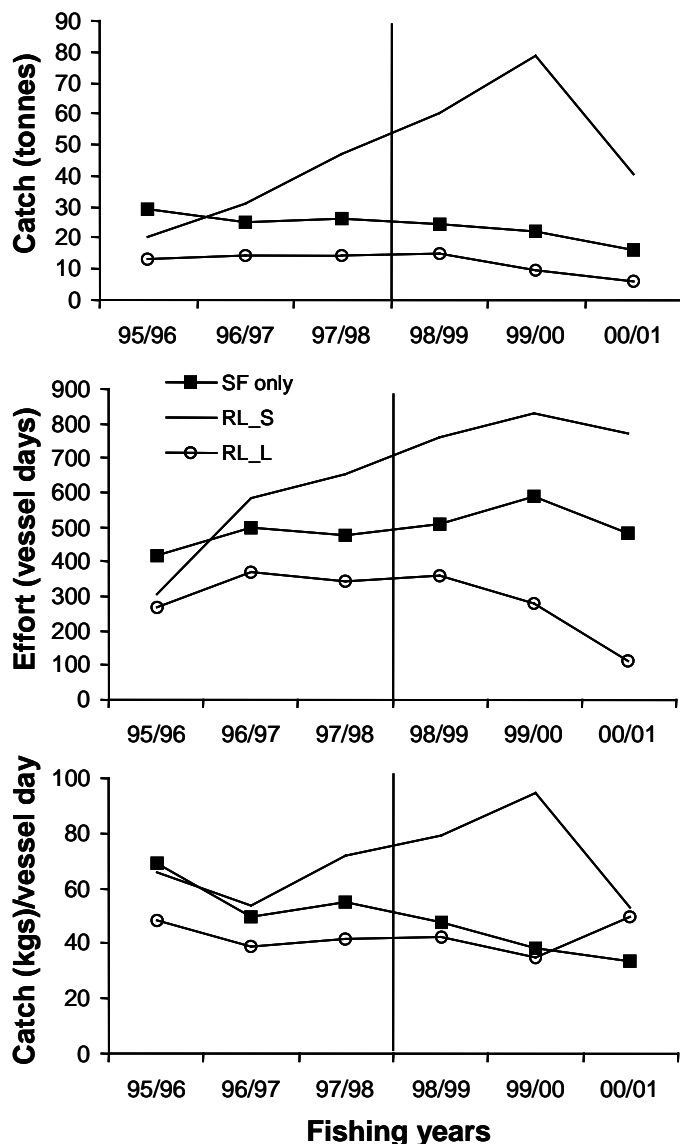 Catch (tonnes)
90
80
70
60
50
40
30
20
10
0
95/96 96/97 97/98 98/99 99/00 00/01
Effort (vessel days)
900
800
700
600
500
400
300
200
100
0
SF only
RL_S
RL_L
95/96 96/97 97/98 98/99 99/00 00/01
Catch (kgs)/vessel day
100
80
60
40
20
0
95/96 96/97 97/98 98/99 99/00 00/01
Fishing years